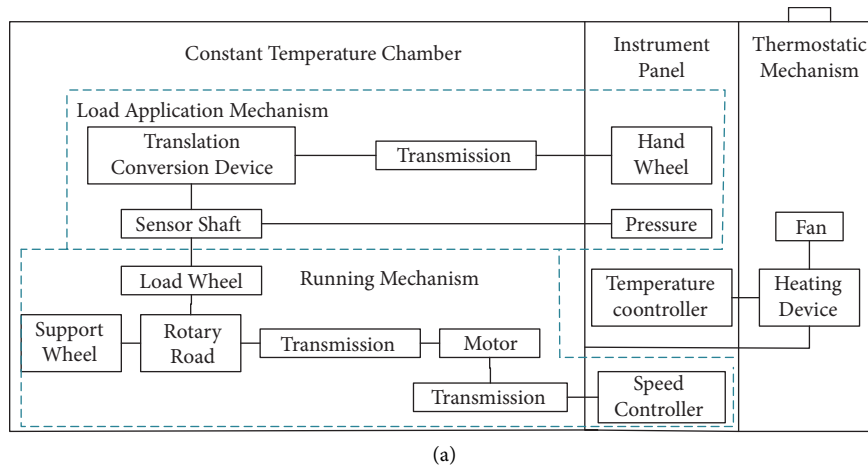 Constant Temperature Chamber
Instrument
Panel
Thermostatic
Mechanism
Load Application Mechanism
Translation
Conversion Device
Transmission
Hand
Wheel
Sensor Shaft
Pressure
Fan
Load Wheel
Running Mechanism
Temperature
coontroller
Heating
Device
Support
Wheel
Rotary
Road
Transmission
Motor
Transmission
Speed
Controller
(a)